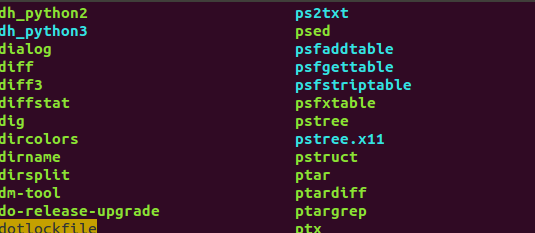 dh_python2 ps2txt
dh_python3 psed
dialog psfaddtable
diff psfgettable
diff3 psfstriptable
diffstat psfxtable
dig pstree
dircolors pstree.x11
dirname pstruct
dirsplit ptar
dm-tool ptardiff
do-release-upgrade ptargrep
dotlockfile ptx